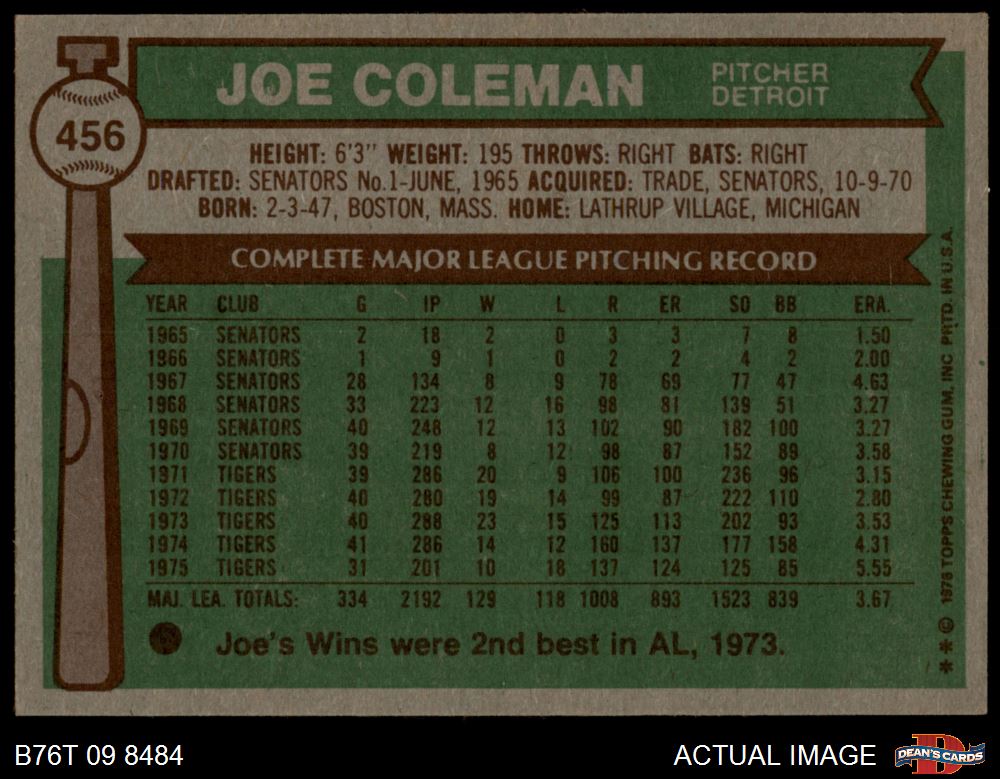 JOE COLEMAN
PITCHER
DETROIT
456
HEIGHT: 6'3" WEIGHT: 195 THROWS: RIGHT BATS: RIGHT
DRAFTED: SENATORS No.1-JUNE, 1965 ACQUIRED: TRADE, SENATORS, 10-9-70
BORN: 2-3-47, BOSTON, MASS. HOME: LATHRUP VILLAGE, MICHIGAN
COMPLETE MAJOR LEAGUE PITCHING RECORD
YEAR CLUB G IP W L R ER SO BB ERA.
1965 SENATORS 2 18 2 0 3 3 7 8 1.50
1966 SENATORS 1 9 1 0 2 2 4 2 2.00
1967 SENATORS 28 134 8 9 78 69 77 47 4.63
1968 SENATORS 33 223 12 16 98 81 139 51 3.27
1969 SENATORS 40 248 12 13 102 90 182 100 3.27
1970 SENATORS 39 219 8 12 98 87 152 89 3.58
1971 TIGERS 39 286 20 9 106 100 236 96 3.15
1972 TIGERS 40 280 19 14 99 87 222 110 2.80
1973 TIGERS 40 288 23 15 125 113 202 93 3.53
1974 TIGERS 41 286 14 12 160 137 177 158 4.31
1975 TIGERS 31 201 10 18 137 124 125 85 5.55
MAJ. LEA. TOTALS: 334 2192 129 118 1008 893 1523 839 3.67
Joe's Wins were 2nd best in AL, 1973.
* * © 1976 TOPPS CHEWING GUM, INC. PRTD. IN U.S.A.
B76T 09 8484
ACTUAL IMAGE
DEAN'S CARDS